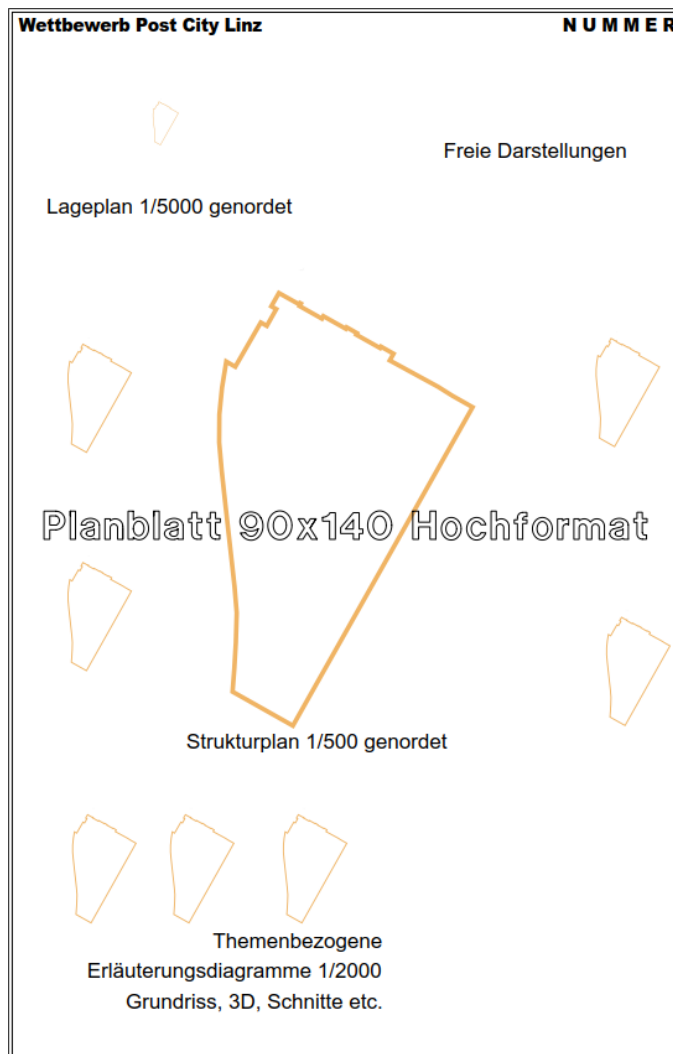 Wettbewerb Post City Linz NUMMER
Freie Darstellungen
Lageplan 1/5000 genordet
Planblatt 90x140 Hochformat
Strukturplan 1/500 genordet
Themenbezogene
Erläuterungsdiagramme 1/2000
Grundriss, 3D, Schnitte etc.